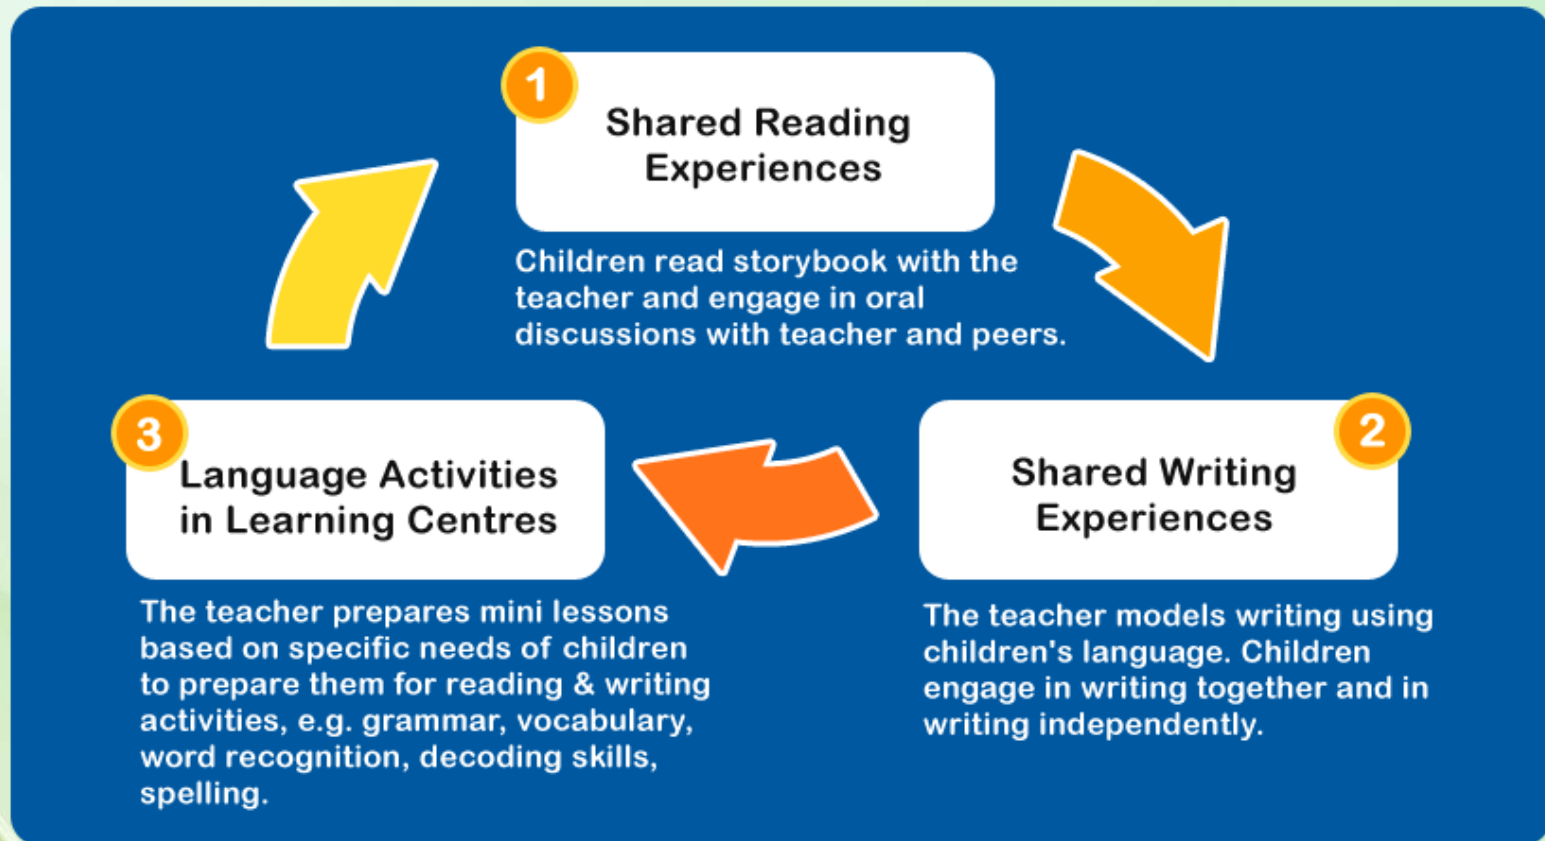 1
Shared Reading
Experiences
Children read storybook with the
teacher and engage in oral
discussions with teacher and peers.
2
Shared Writing
Experiences
The teacher models writing using
children's language. Children
engage in writing together and in
writing independently.
3
Language Activities
in Learning Centres
The teacher prepares mini lessons
based on specific needs of children
to prepare them for reading & writing
activities, e.g. grammar, vocabulary,
word recognition, decoding skills,
spelling.